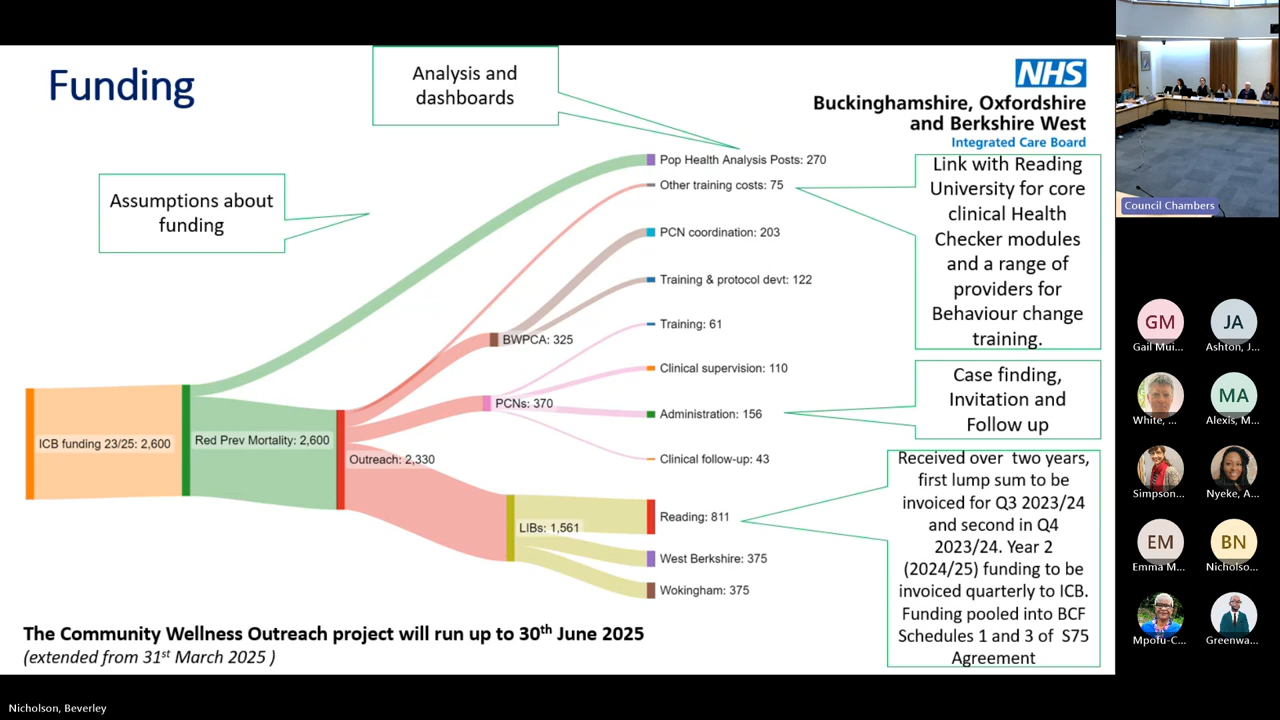 Funding
Analysis and
dashboards
NHS
Buckinghamshire, Oxfordshire
and Berkshire West
Integrated Care Board
Assumptions about
funding
Pop Health Analysis Posts: 270
Other training costs: 75
PCN coordination: 203
Training & protocol devt: 122
Training: 61
BWPCA: 325
Clinical supervision: 110
PCNs: 370
Administration: 156
ICB funding 23/25: 2,600
Red Prev Mortality: 2,600
Outreach: 2,330
Clinical follow-up: 43
LIBs: 1,561
Reading: 811
West Berkshire: 375
Wokingham: 375
Link with Reading
University for core
clinical Health
Checker modules
and a range of
providers for
Behaviour change
training.
Case finding,
Invitation and
Follow up
Received over two years,
first lump sum to be
invoiced for Q3 2023/24
and second in Q4
2023/24. Year 2
(2024/25) funding to be
invoiced quarterly to ICB.
Funding pooled into BCF
Schedules 1 and 3 of S75
Agreement
The Community Wellness Outreach project will run up to 30th June 2025
(extended from 31st March 2025 )
Council Chambers
GM
JA
Gail Mui...
Ashton, J...
MA
White, ...
Alexis, M...
Simpson...
Nyeke, A...
EM
BN
Emma M...
Nicholso...
Mpofu-C...
Greenwa...
Nicholson, Beverley